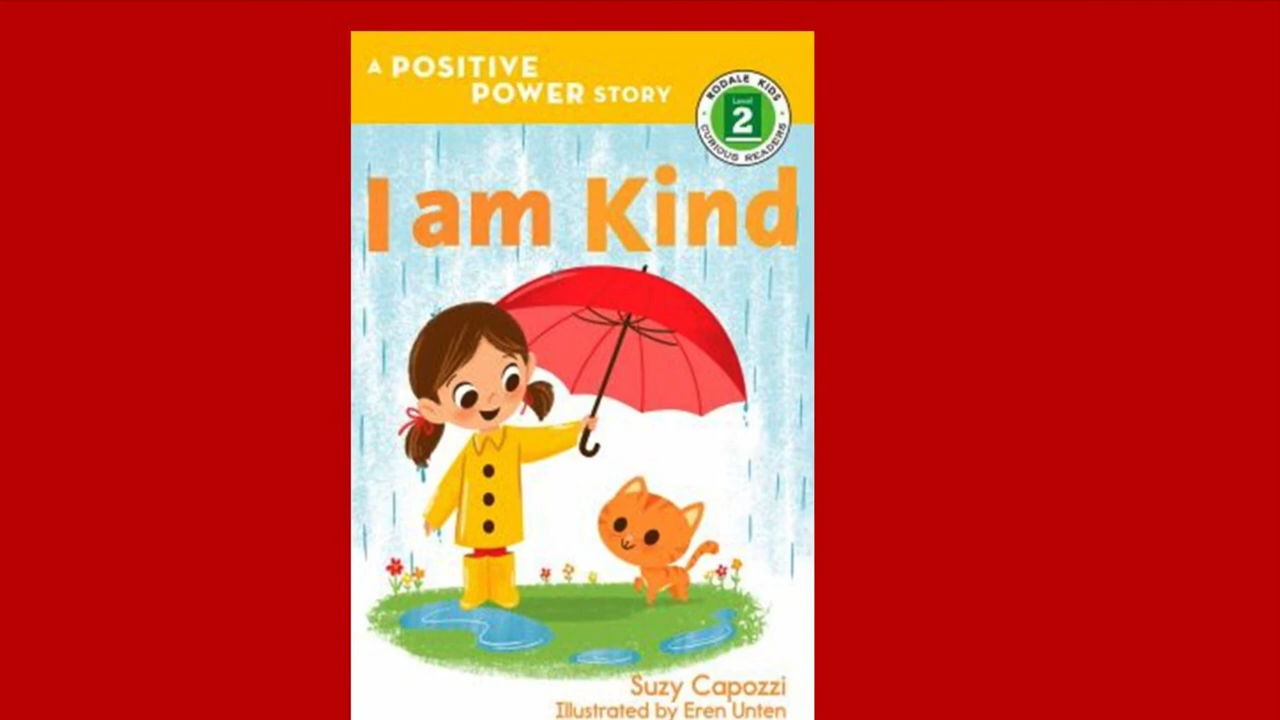 A POSITIVE
POWER STORY
RODALE KIDS
Level
2
CURIOUS READERS
I am Kind
Suzy Capozzi
Illustrated by Eren Unten